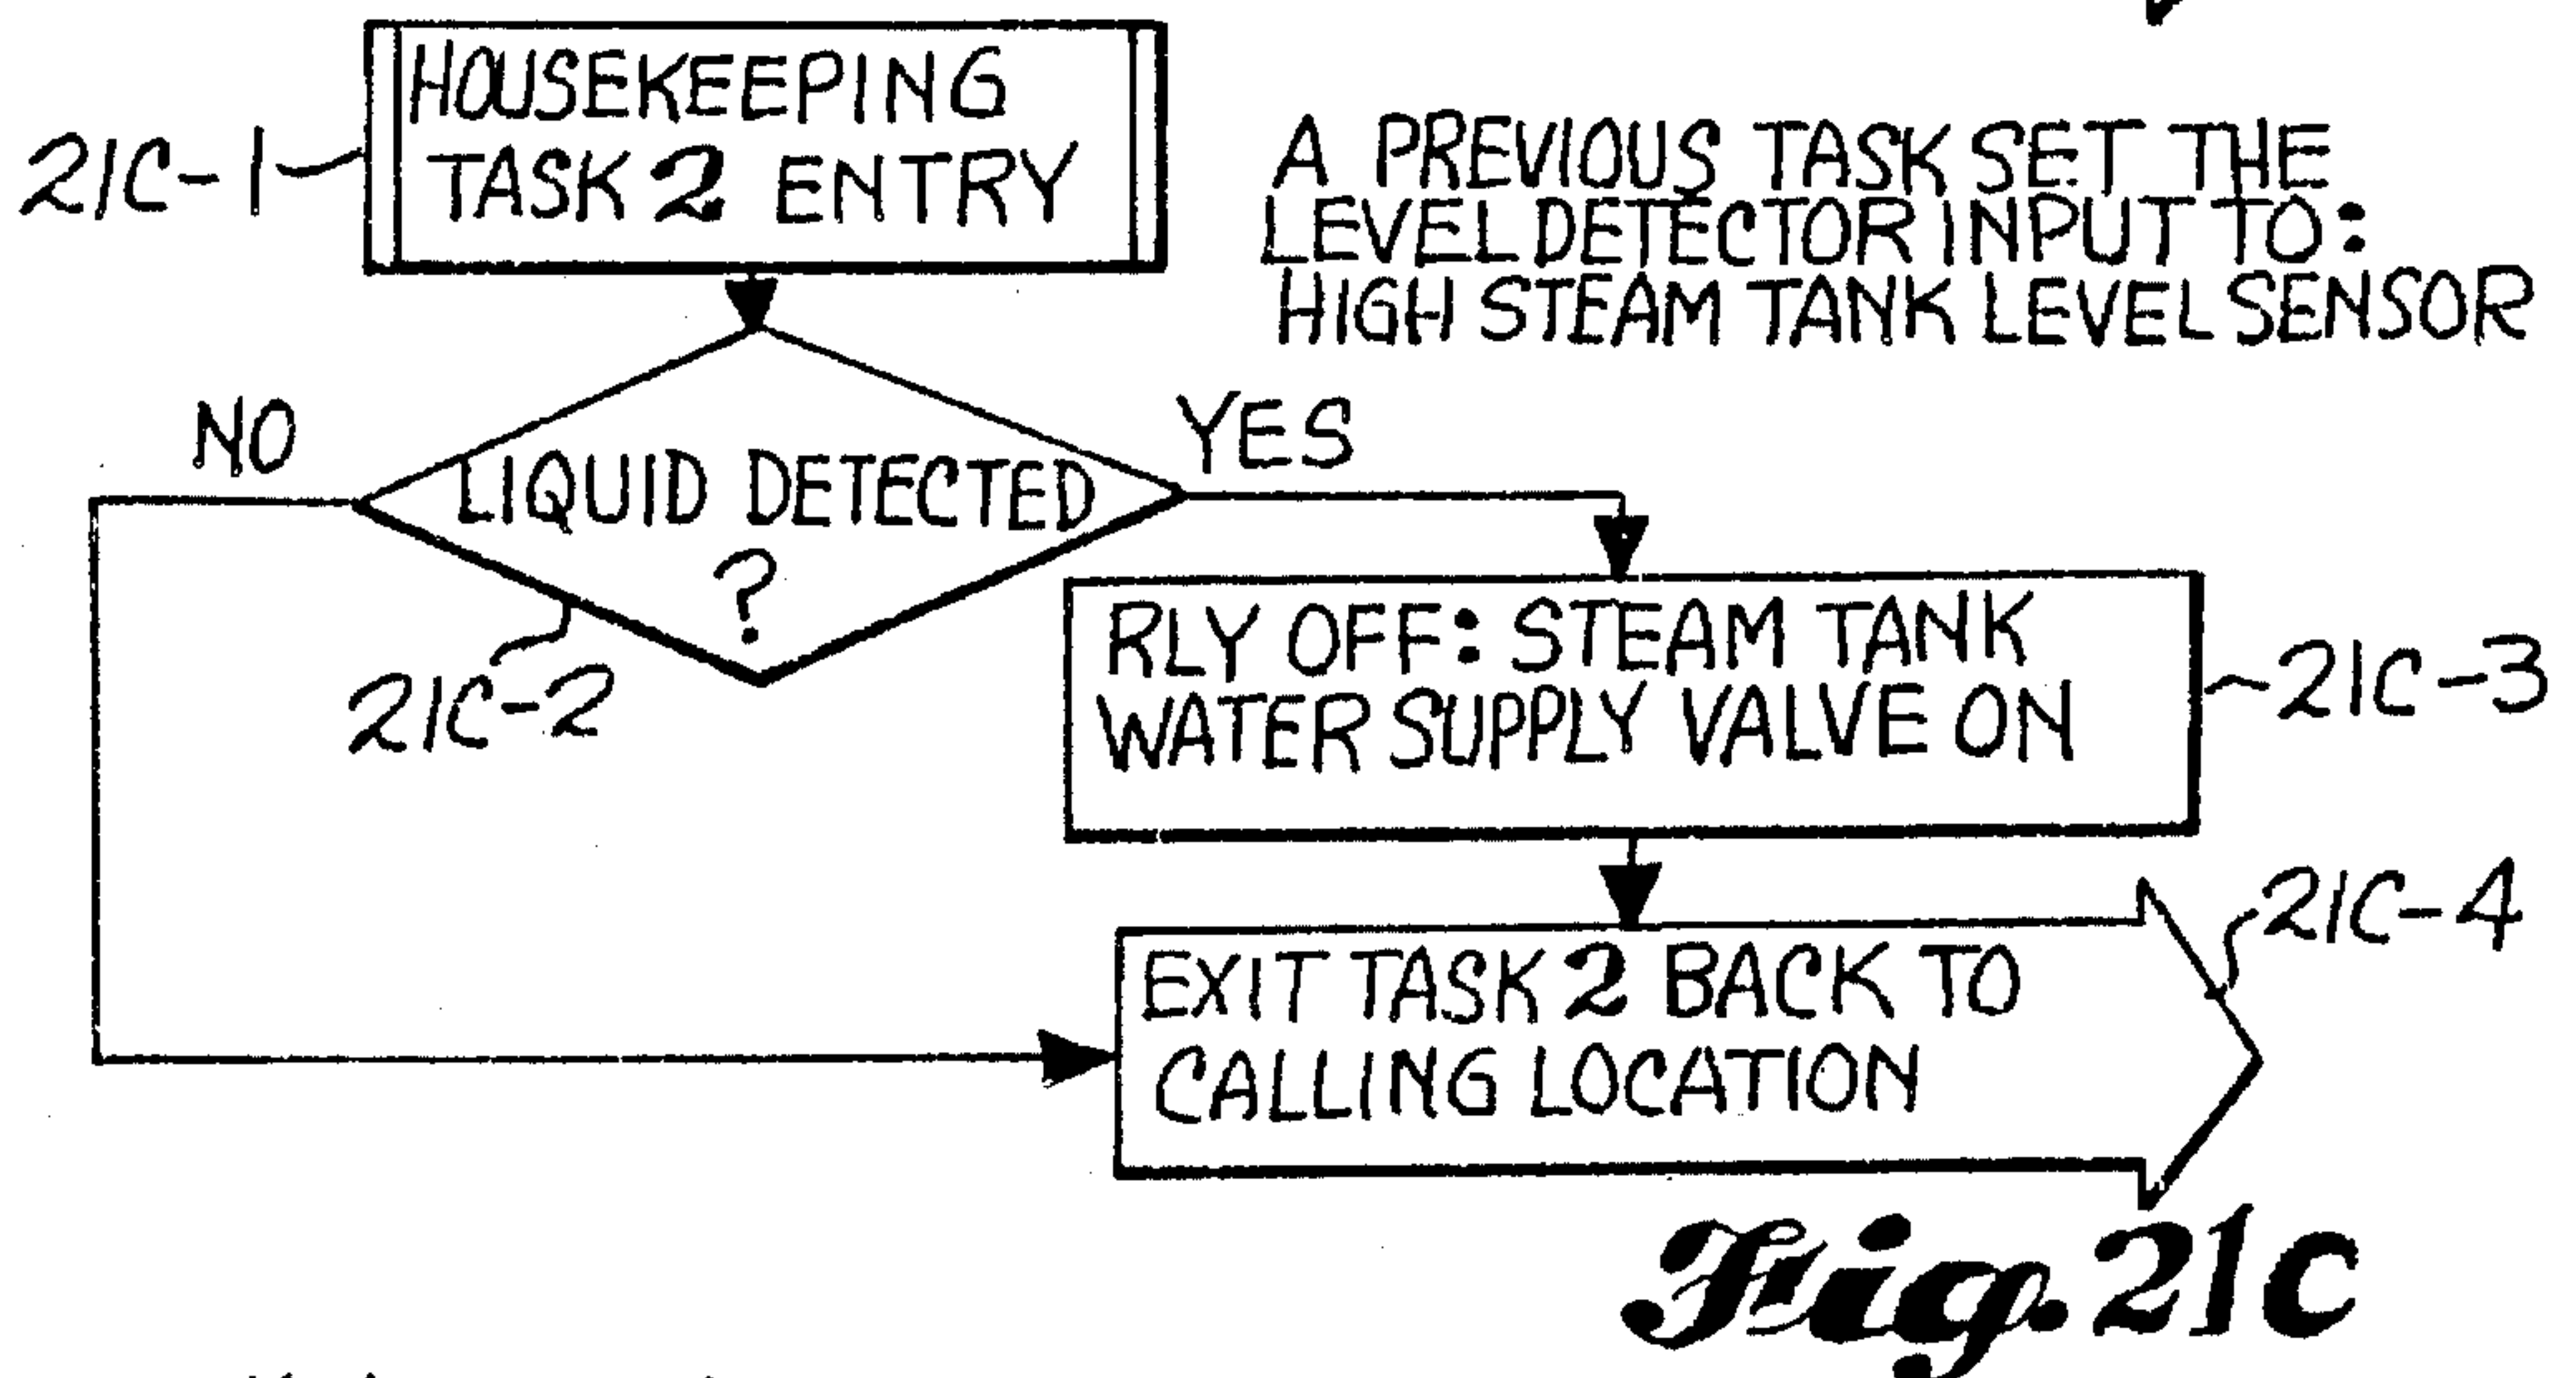 HOUSEKEEPING
TASK 2 ENTRY
21C-1
A PREVIOUS TASK SET THE
LEVEL DETECTOR INPUT TO:
HIGH STEAM TANK LEVEL SENSOR
NO
YES
LIQUID DETECTED
?
21C-2
RLY OFF: STEAM TANK
WATER SUPPLY VALVE ON
21C-3
EXIT TASK 2 BACK TO
CALLING LOCATION
21C-4
Fig. 21C